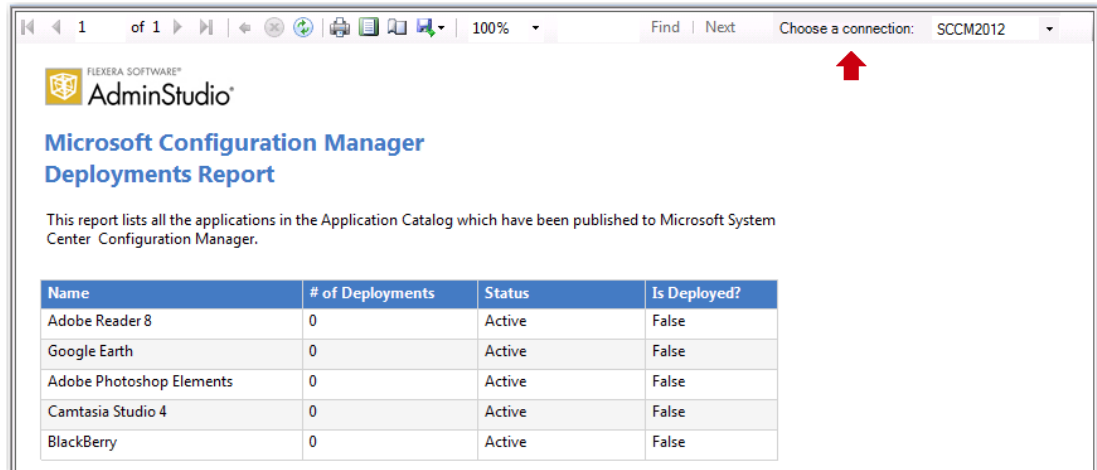 1 of 1 100% Find | Next Choose a connection: SCCM2012
FLEXERA SOFTWARE®
AdminStudio®
Microsoft Configuration Manager
Deployments Report
This report lists all the applications in the Application Catalog which have been published to Microsoft System
Center Configuration Manager.
Name # of Deployments Status Is Deployed?
Adobe Reader 8 0 Active False
Google Earth 0 Active False
Adobe Photoshop Elements 0 Active False
Camtasia Studio 4 0 Active False
BlackBerry 0 Active False